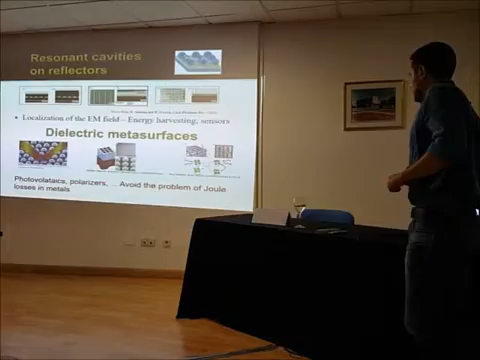 Resonant cavities
on reflectors
• Localization of the EM field – Energy harvesting, sensors
Dielectric metasurfaces
Photovolataics, polarizers, ... Avoid the problem of Joule
losses in metals